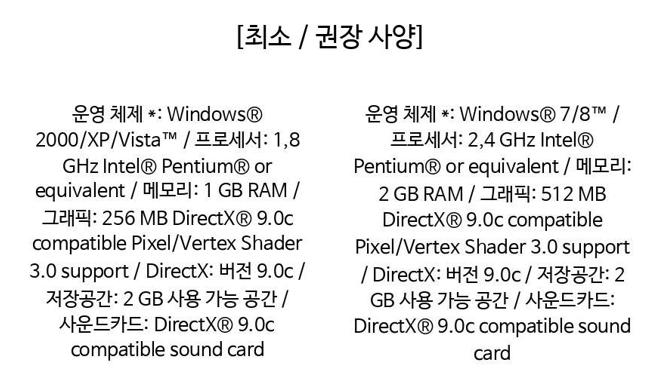 [최소 / 권장 사양]
운영 체제 *: Windows®
2000/XP/Vista™ / 프로세서: 1,8
GHz Intel® Pentium® or
equivalent / 메모리: 1 GB RAM /
그래픽: 256 MB DirectX® 9.0c
compatible Pixel/Vertex Shader
3.0 support / DirectX: 버전 9.0c /
저장공간: 2 GB 사용 가능 공간 /
사운드카드: DirectX® 9.0c
compatible sound card
운영 체제 *: Windows® 7/8™ /
프로세서: 2,4 GHz Intel®
Pentium® or equivalent / 메모리:
2 GB RAM / 그래픽: 512 MB
DirectX® 9.0c compatible
Pixel/Vertex Shader 3.0 support
/ DirectX: 버전 9.0c / 저장공간: 2
GB 사용 가능 공간 / 사운드카드:
DirectX® 9.0c compatible sound
card